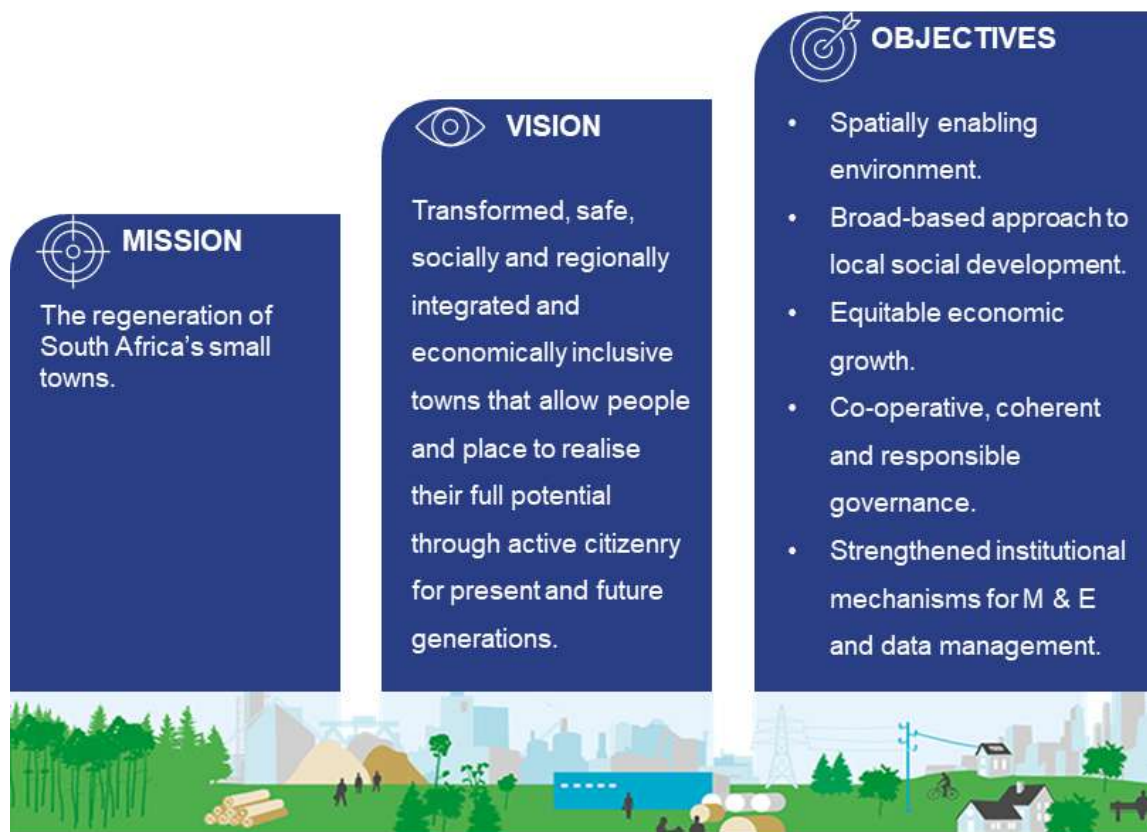 MISSION
The regeneration of
South Africa's small
towns.
VISION
Transformed, safe,
socially and regionally
integrated and
economically inclusive
towns that allow people
and place to realise
their full potential
through active citizenry
for present and future
generations.
OBJECTIVES
• Spatially enabling
environment.
• Broad-based approach to
local social development.
• Equitable economic
growth.
• Co-operative, coherent
and responsible
governance.
• Strengthened institutional
mechanisms for M & E
and data management.